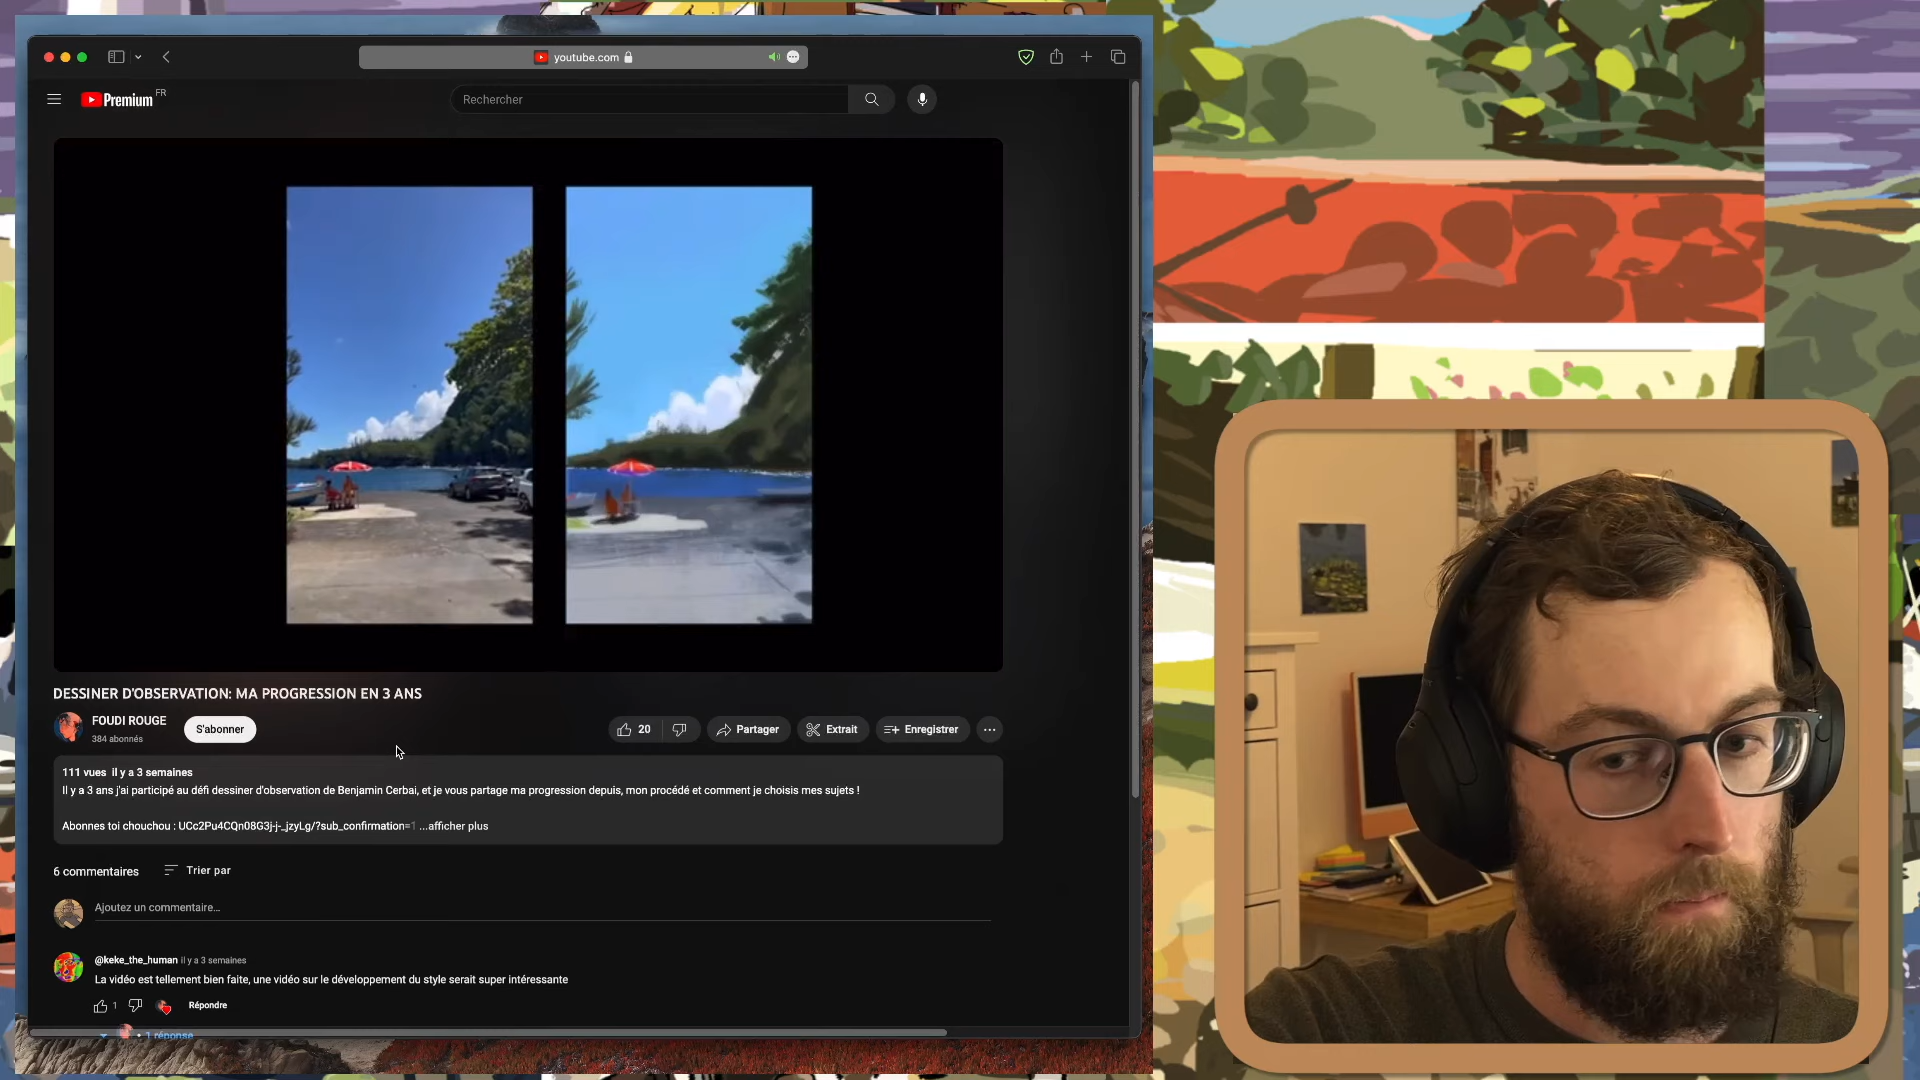 youtube.com
Premium FR
Rechercher
DESSINER D'OBSERVATION: MA PROGRESSION EN 3 ANS
FOUDI ROUGE
384 abonnés
S'abonner
20
Partager
Extrait
Enregistrer
111 vues il y a 3 semaines
Il y a 3 ans j'ai participé au défi dessiner d'observation de Benjamin Cerbai, et je vous partage ma progression depuis, mon procédé et comment je choisis mes sujets !
Abonnes toi chouchou : UCc2Pu4CQn08G3j-j-_jzyLg/?sub_confirmation=1 ...afficher plus
6 commentaires
Trier par
Ajoutez un commentaire...
@keke_the_human il y a 3 semaines
La vidéo est tellement bien faite, une vidéo sur le développement du style serait super intéressante
1
Répondre
1 réponse